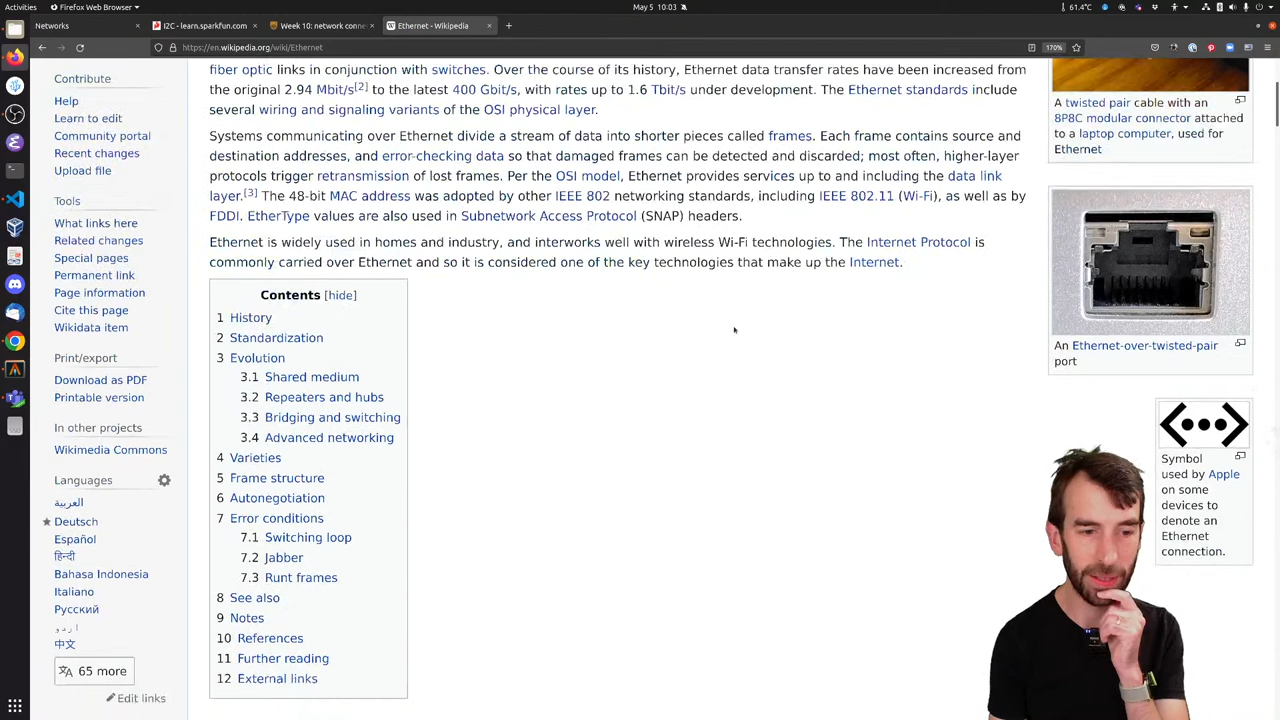 Activities
Firefox Web Browser
May 5 10:03
61.4°C
Networks
I2C - learn.sparkfun.com
Week 10: network conne
Ethernet - Wikipedia
https://en.wikipedia.org/wiki/Ethernet
170%
Contribute
Help
Learn to edit
Community portal
Recent changes
Upload file
Tools
What links here
Related changes
Special pages
Permanent link
Page information
Cite this page
Wikidata item
Print/export
Download as PDF
Printable version
In other projects
Wikimedia Commons
Languages
العربية
Deutsch
Español
हिन्दी
Bahasa Indonesia
Italiano
Русский
اردو
中文
65 more
Edit links
fiber optic links in conjunction with switches. Over the course of its history, Ethernet data transfer rates have been increased from
the original 2.94 Mbit/s[2] to the latest 400 Gbit/s, with rates up to 1.6 Tbit/s under development. The Ethernet standards include
several wiring and signaling variants of the OSI physical layer.
Systems communicating over Ethernet divide a stream of data into shorter pieces called frames. Each frame contains source and
destination addresses, and error-checking data so that damaged frames can be detected and discarded; most often, higher-layer
protocols trigger retransmission of lost frames. Per the OSI model, Ethernet provides services up to and including the data link
layer.[3] The 48-bit MAC address was adopted by other IEEE 802 networking standards, including IEEE 802.11 (Wi-Fi), as well as by
FDDI. EtherType values are also used in Subnetwork Access Protocol (SNAP) headers.
Ethernet is widely used in homes and industry, and interworks well with wireless Wi-Fi technologies. The Internet Protocol is
commonly carried over Ethernet and so it is considered one of the key technologies that make up the Internet.
Contents [hide]
1 History
2 Standardization
3 Evolution
3.1 Shared medium
3.2 Repeaters and hubs
3.3 Bridging and switching
3.4 Advanced networking
4 Varieties
5 Frame structure
6 Autonegotiation
7 Error conditions
7.1 Switching loop
7.2 Jabber
7.3 Runt frames
8 See also
9 Notes
10 References
11 Further reading
12 External links
A twisted pair cable with an
8P8C modular connector attached
to a laptop computer, used for
Ethernet
An Ethernet-over-twisted-pair
port
Symbol
used by Apple
on some
devices to
denote an
Ethernet
connection.